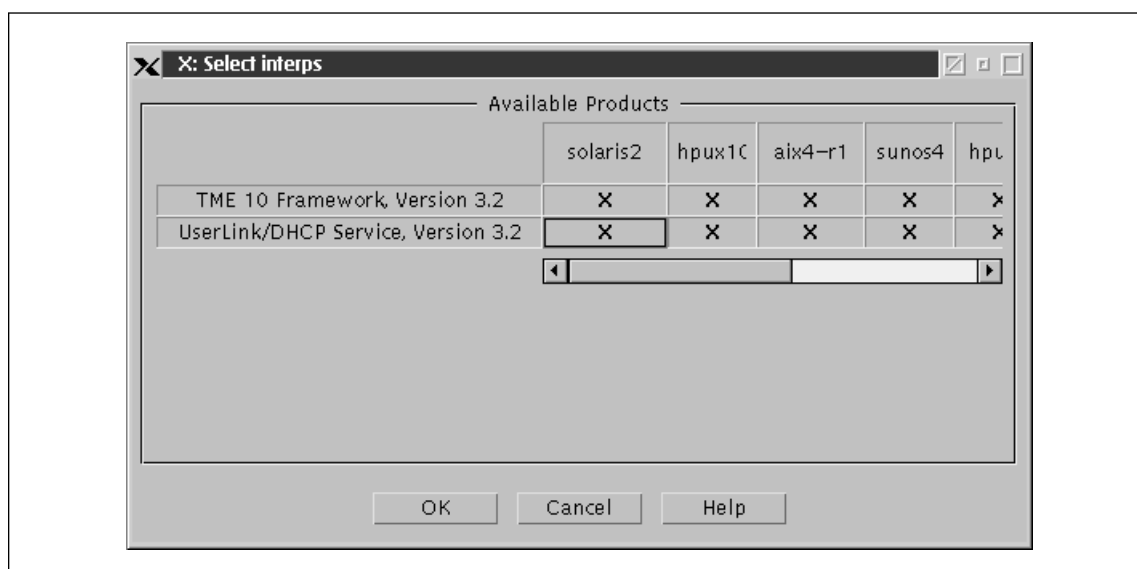 X: Select interps
Available Products
solaris2 hpux10 aix4-r1 sunos4
TME 10 Framework, Version 3.2 X X X X X
UserLink/DHCP Service, Version 3.2 X X X X X
OK Cancel Help